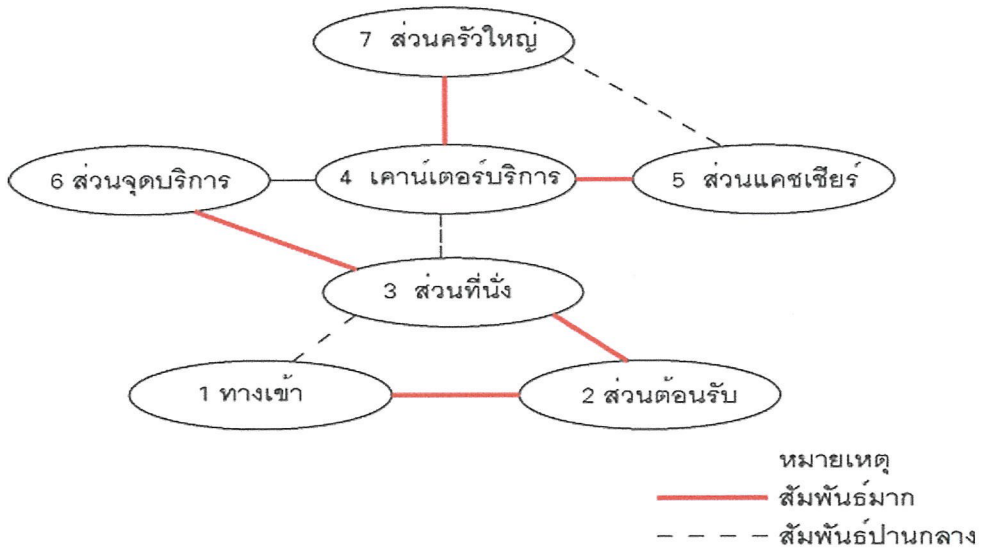 7 ส่วนครัวใหญ่
6 ส่วนจุดบริการ
4 เคาน์เตอร์บริการ
5 ส่วนแคชเชียร์
3 ส่วนที่นั่ง
1 ทางเข้า
2 ส่วนต้อนรับ
หมายเหตุ
สัมพันธ์มาก
สัมพันธ์ปานกลาง